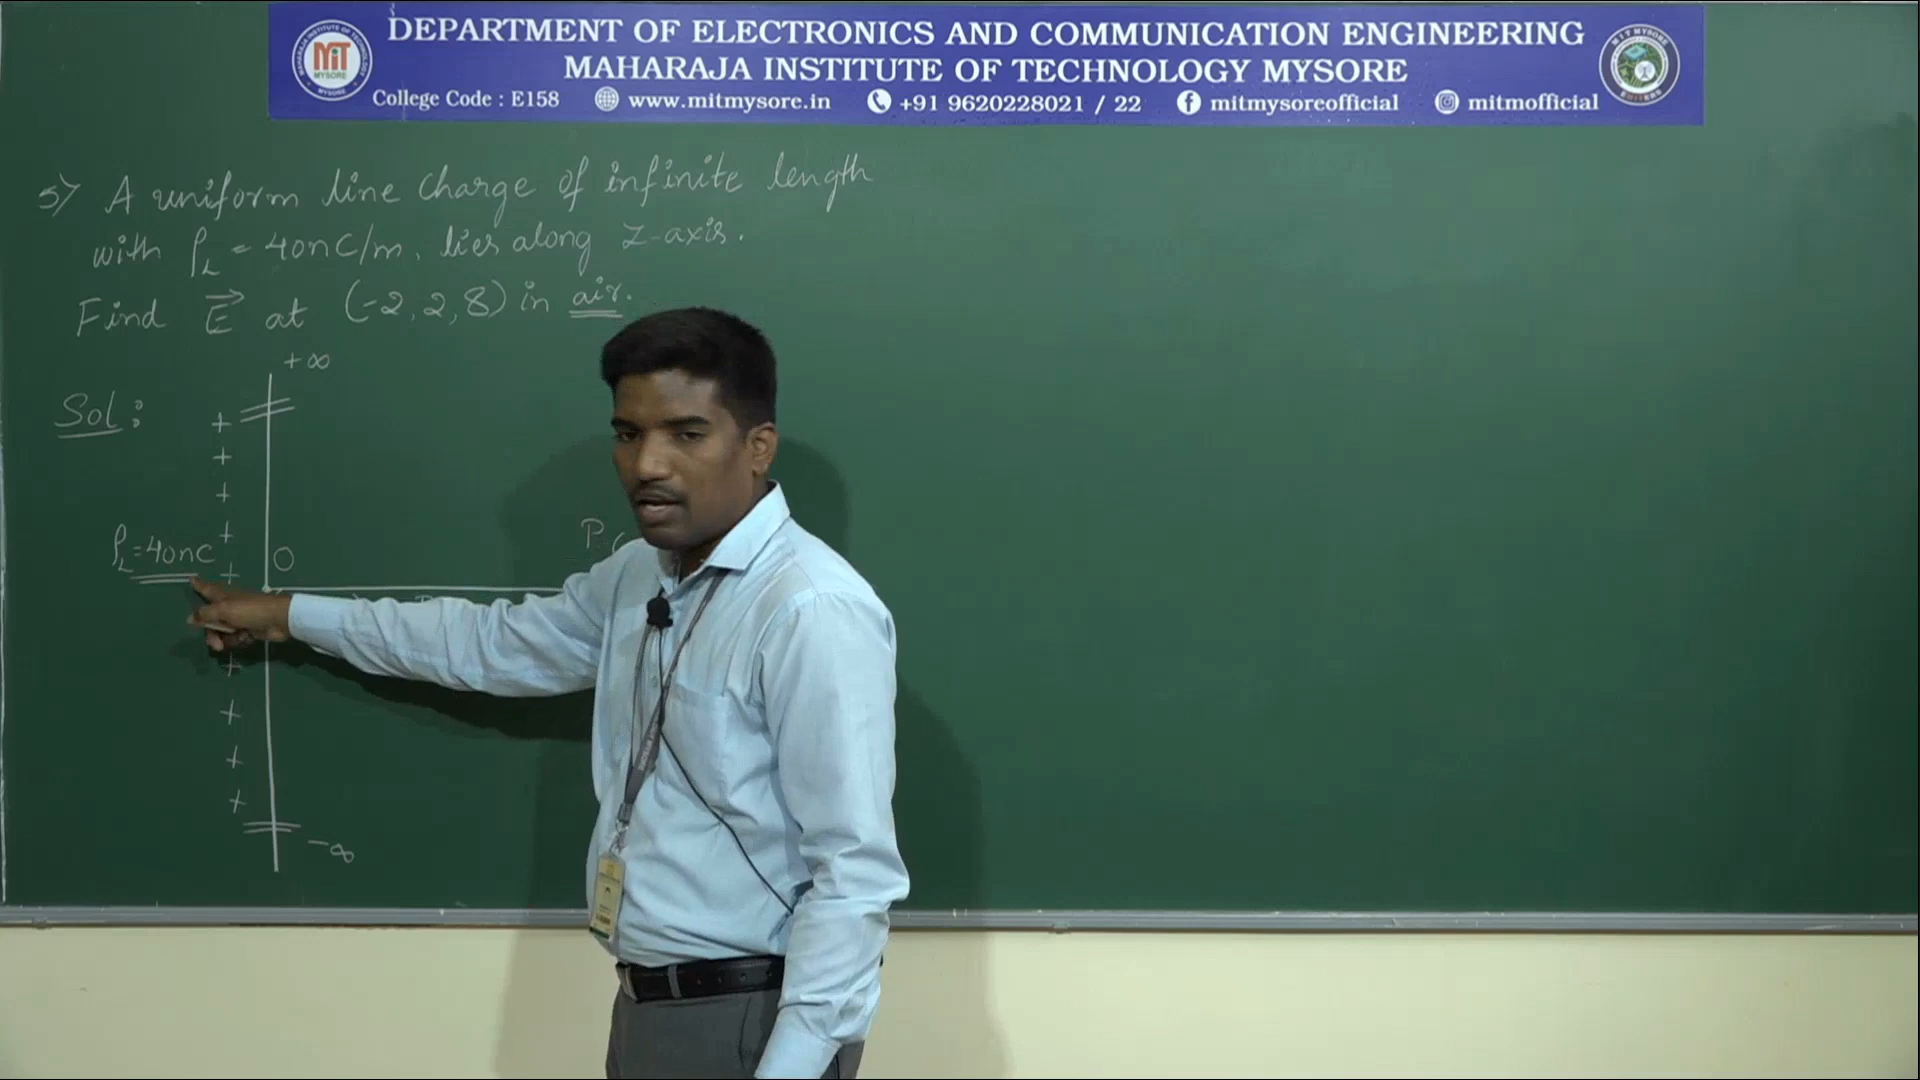 DEPARTMENT OF ELECTRONICS AND COMMUNICATION ENGINEERING
MAHARAJA INSTITUTE OF TECHNOLOGY MYSORE
College Code : E158 www.mitmysore.in +91 9620228021 / 22 mitmysoreofficial mitmofficial
MIT
MYSORE
5) A uniform line charge of infinite length
with ρL = 40nC/m, lies along Z-axis.
Find E⃗ at (-2, 2, 8) in air.
+∞
Sol:
+
+
+
+
ρL=40nC
O
P (
+
+
+
+
+
-∞